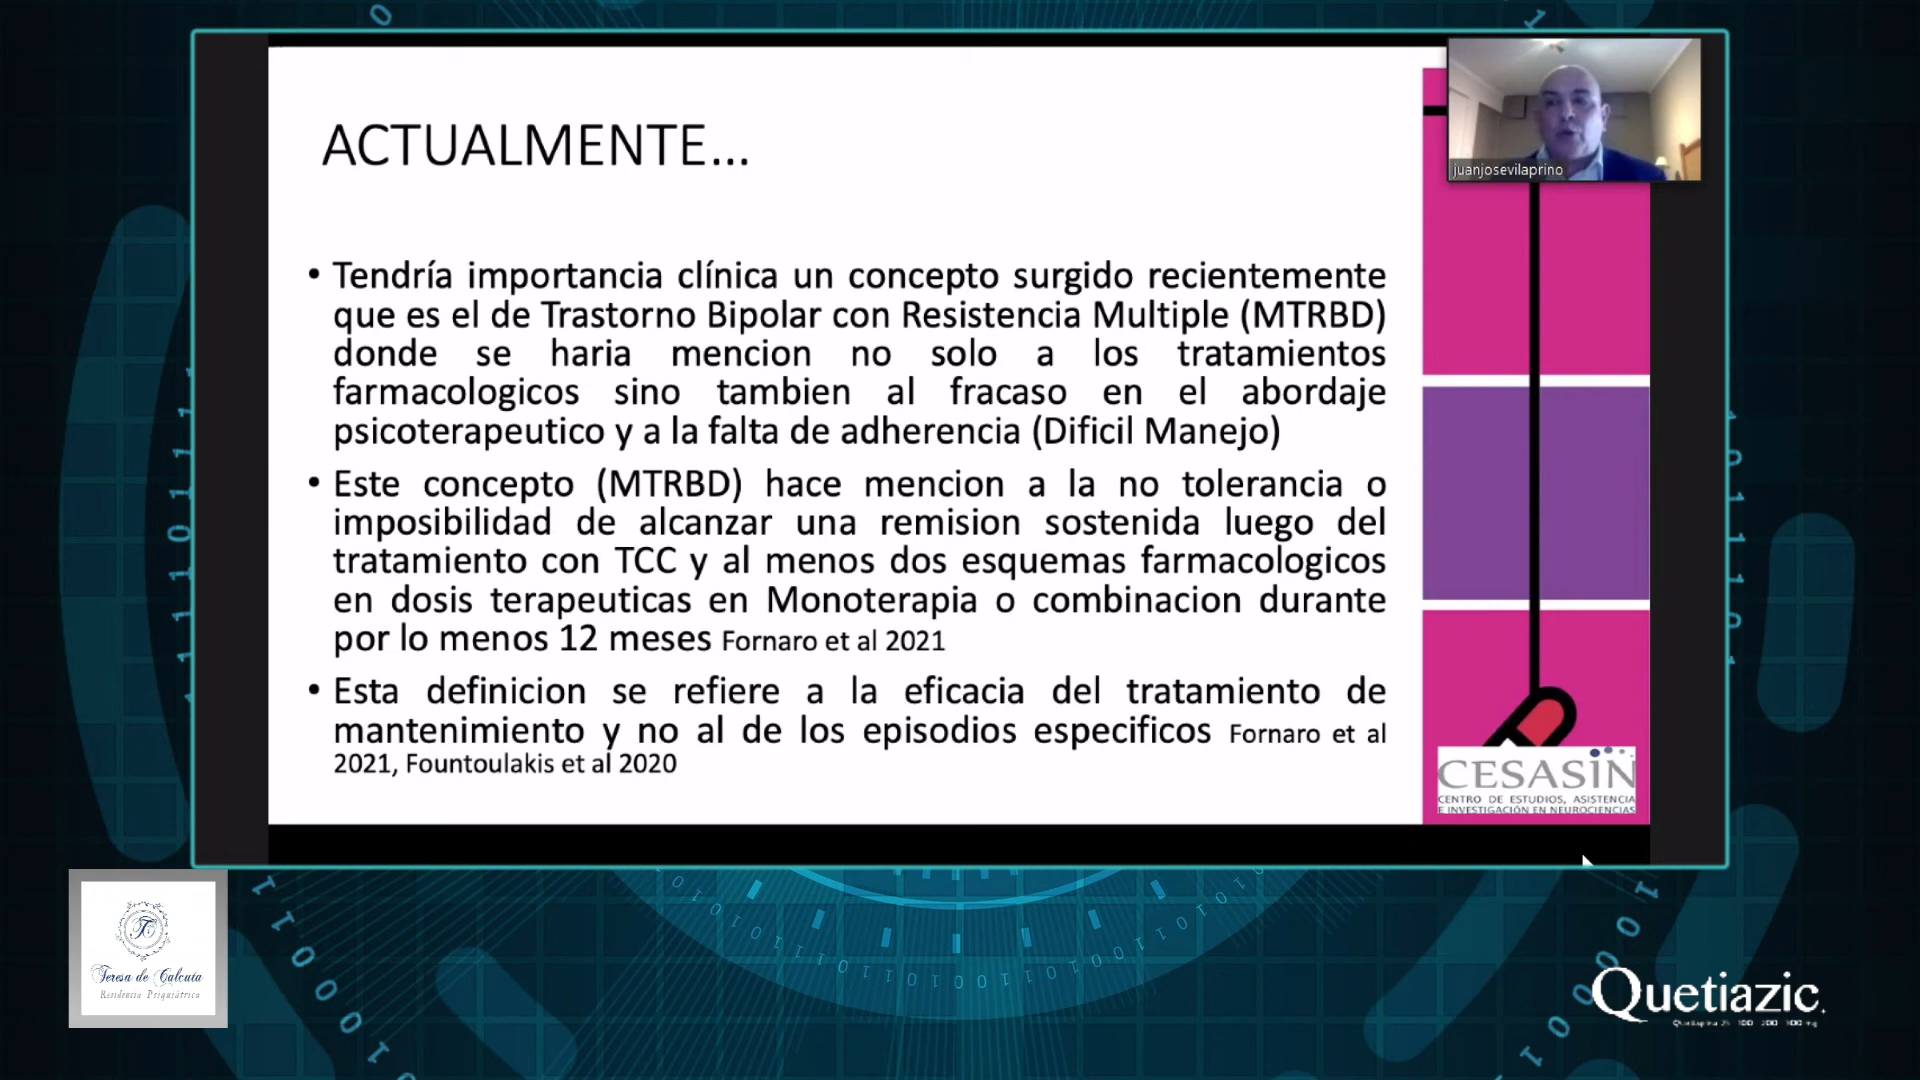 ACTUALMENTE...
juanjosevilaprino
• Tendría importancia clínica un concepto surgido recientemente
que es el de Trastorno Bipolar con Resistencia Multiple (MTRBD)
donde se haria mencion no solo a los tratamientos
farmacologicos sino tambien al fracaso en el abordaje
psicoterapeutico y a la falta de adherencia (Dificil Manejo)
• Este concepto (MTRBD) hace mencion a la no tolerancia o
imposibilidad de alcanzar una remision sostenida luego del
tratamiento con TCC y al menos dos esquemas farmacologicos
en dosis terapeuticas en Monoterapia o combinacion durante
por lo menos 12 meses Fornaro et al 2021
• Esta definicion se refiere a la eficacia del tratamiento de
mantenimiento y no al de los episodios especificos Fornaro et al
2021, Fountoulakis et al 2020
CESASIN
CENTRO DE ESTUDIOS, ASISTENCIA
E INVESTIGACIÓN EN NEUROCIENCIAS
Teresa de Calcuta
Residencia Psiquiátrica
Quetiazic.